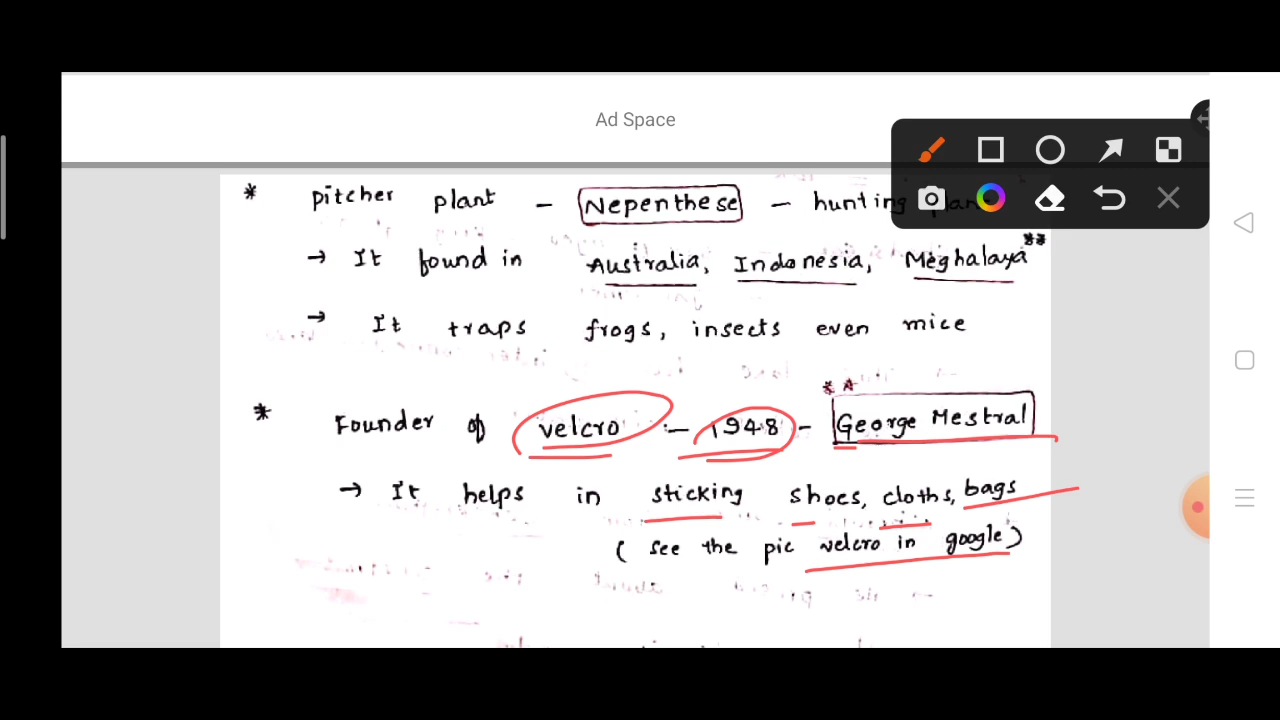 Ad Space
* pitcher plant - Nepenthese - hunting plant
→ It found in Australia, Indonesia, Meghalaya**
→ It traps frogs, insects even mice
* Founder of velcro :- 1948 - ** George Mestral
→ It helps in sticking shoes, cloths, bags
( see the pic velcro in google )